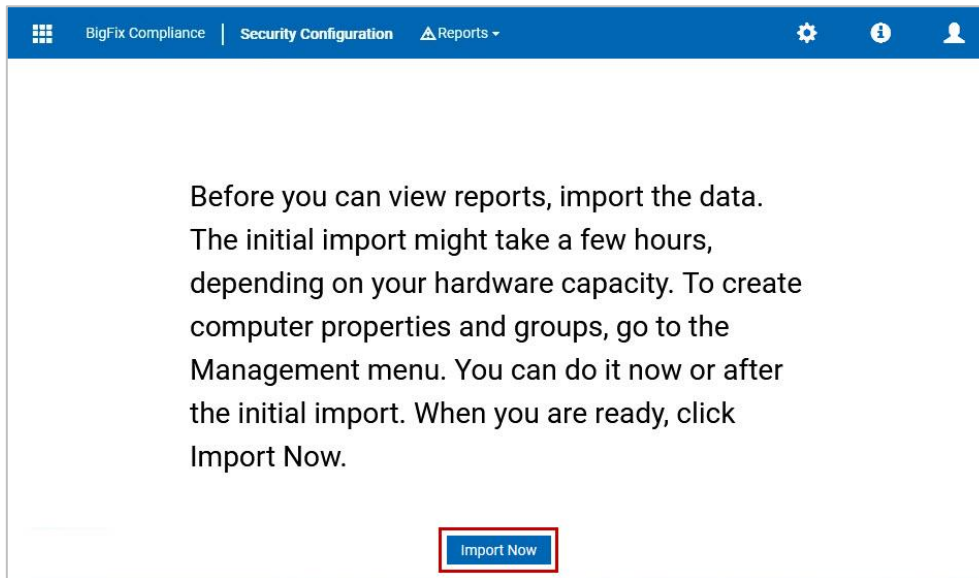 BigFix Compliance | Security Configuration Reports
Before you can view reports, import the data.
The initial import might take a few hours,
depending on your hardware capacity. To create
computer properties and groups, go to the
Management menu. You can do it now or after
the initial import. When you are ready, click
Import Now.
Import Now